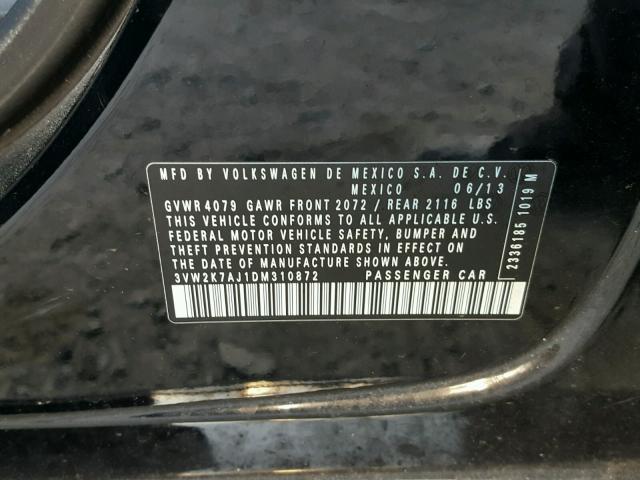 MFD BY VOLKSWAGEN DE MEXICO S.A. DE C.V.
MEXICO 06/13
GVWR 4079 GAWR FRONT 2072 / REAR 2116 LBS
THIS VEHICLE CONFORMS TO ALL APPLICABLE U.S.
FEDERAL MOTOR VEHICLE SAFETY, BUMPER AND
THEFT PREVENTION STANDARDS IN EFFECT ON
THE DATE OF MANUFACTURE SHOWN ABOVE.
3VW2K7AJ1DM310872 PASSENGER CAR
2336185 1019 M